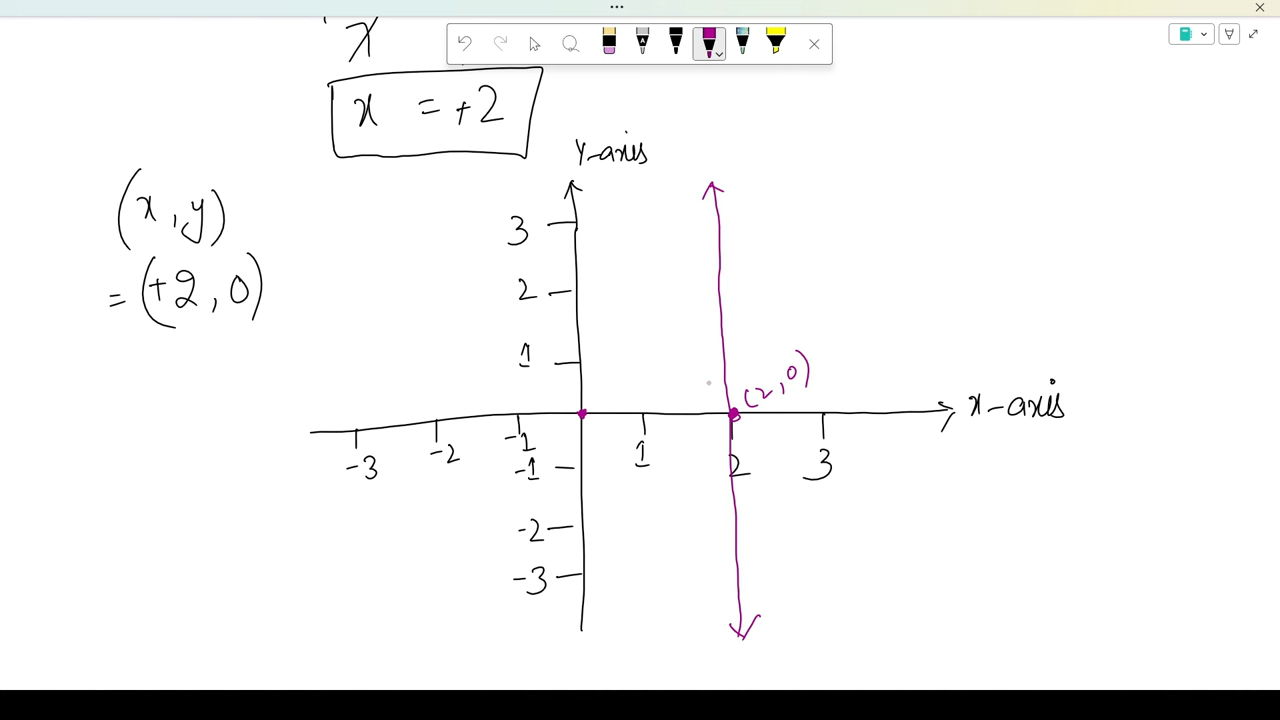 x
x = +2
y-axis
(x, y)
= (+2, 0)
3
2
1
(2, 0)
x-axis
-3 -2 -1 1 2 3
-1
-2
-3